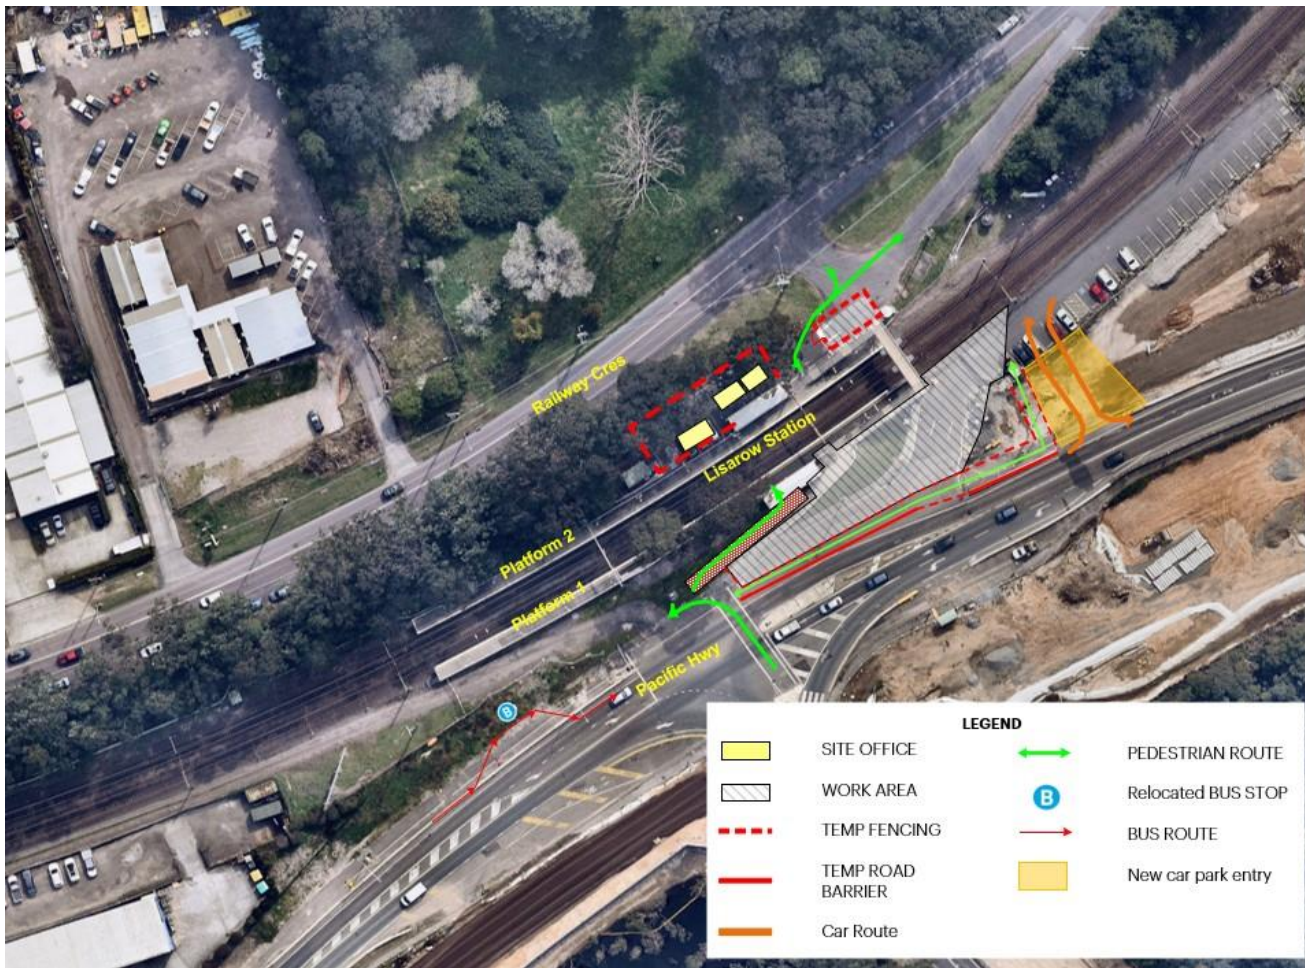 Railway Cres
Lisarow Station
Platform 2
Platform 1
Pacific Hwy
B
LEGEND
SITE OFFICE
PEDESTRIAN ROUTE
WORK AREA
B
Relocated BUS STOP
TEMP FENCING
BUS ROUTE
TEMP ROAD
BARRIER
New car park entry
Car Route